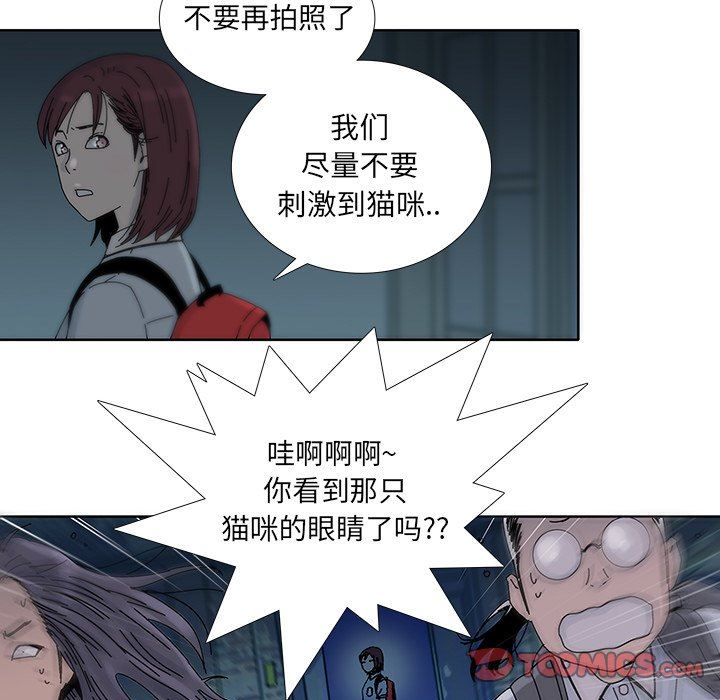 不要再拍照了
我们
尽量不要
刺激到猫咪..
哇啊啊啊~
你看到那只
猫咪的眼睛了吗??
TOOMICS.COM